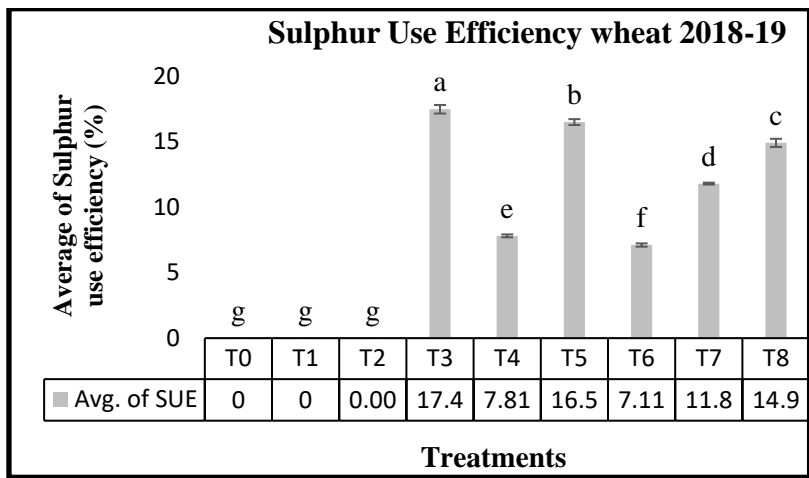 Sulphur Use Efficiency wheat 2018-19
Average of Sulphur
use efficiency (%)
20
15
10
5
0
g g g a e b f d c
T0 T1 T2 T3 T4 T5 T6 T7 T8
Avg. of SUE 0 0 0.00 17.4 7.81 16.5 7.11 11.8 14.9
Treatments